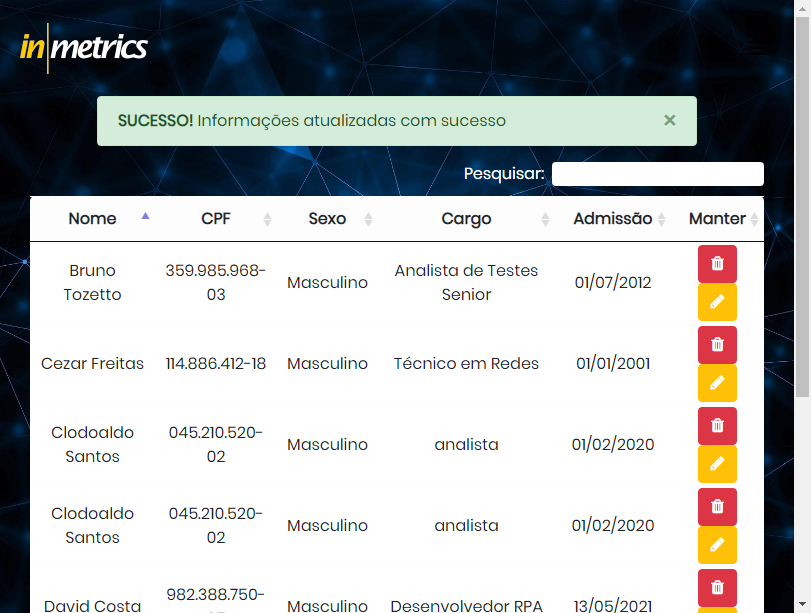 in|metrics
SUCESSO! Informações atualizadas com sucesso ×
Pesquisar:
Nome CPF Sexo Cargo Admissão Manter
Bruno Tozetto 359.985.968-03 Masculino Analista de Testes Senior 01/07/2012
Cezar Freitas 114.886.412-18 Masculino Técnico em Redes 01/01/2001
Clodoaldo Santos 045.210.520-02 Masculino analista 01/02/2020
Clodoaldo Santos 045.210.520-02 Masculino analista 01/02/2020
David Costa 982.388.750- Masculino Desenvolvedor RPA 13/05/2021